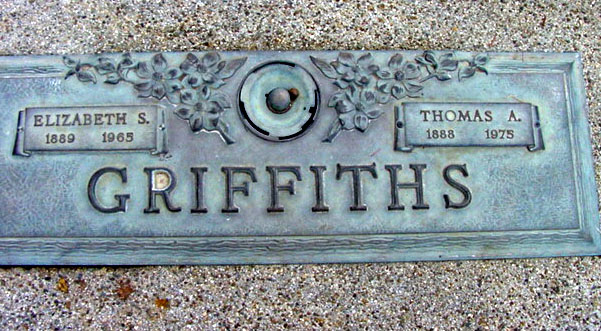 ELIZABETH S.
1889 1965
THOMAS A.
1888 1975
GRIFFITHS